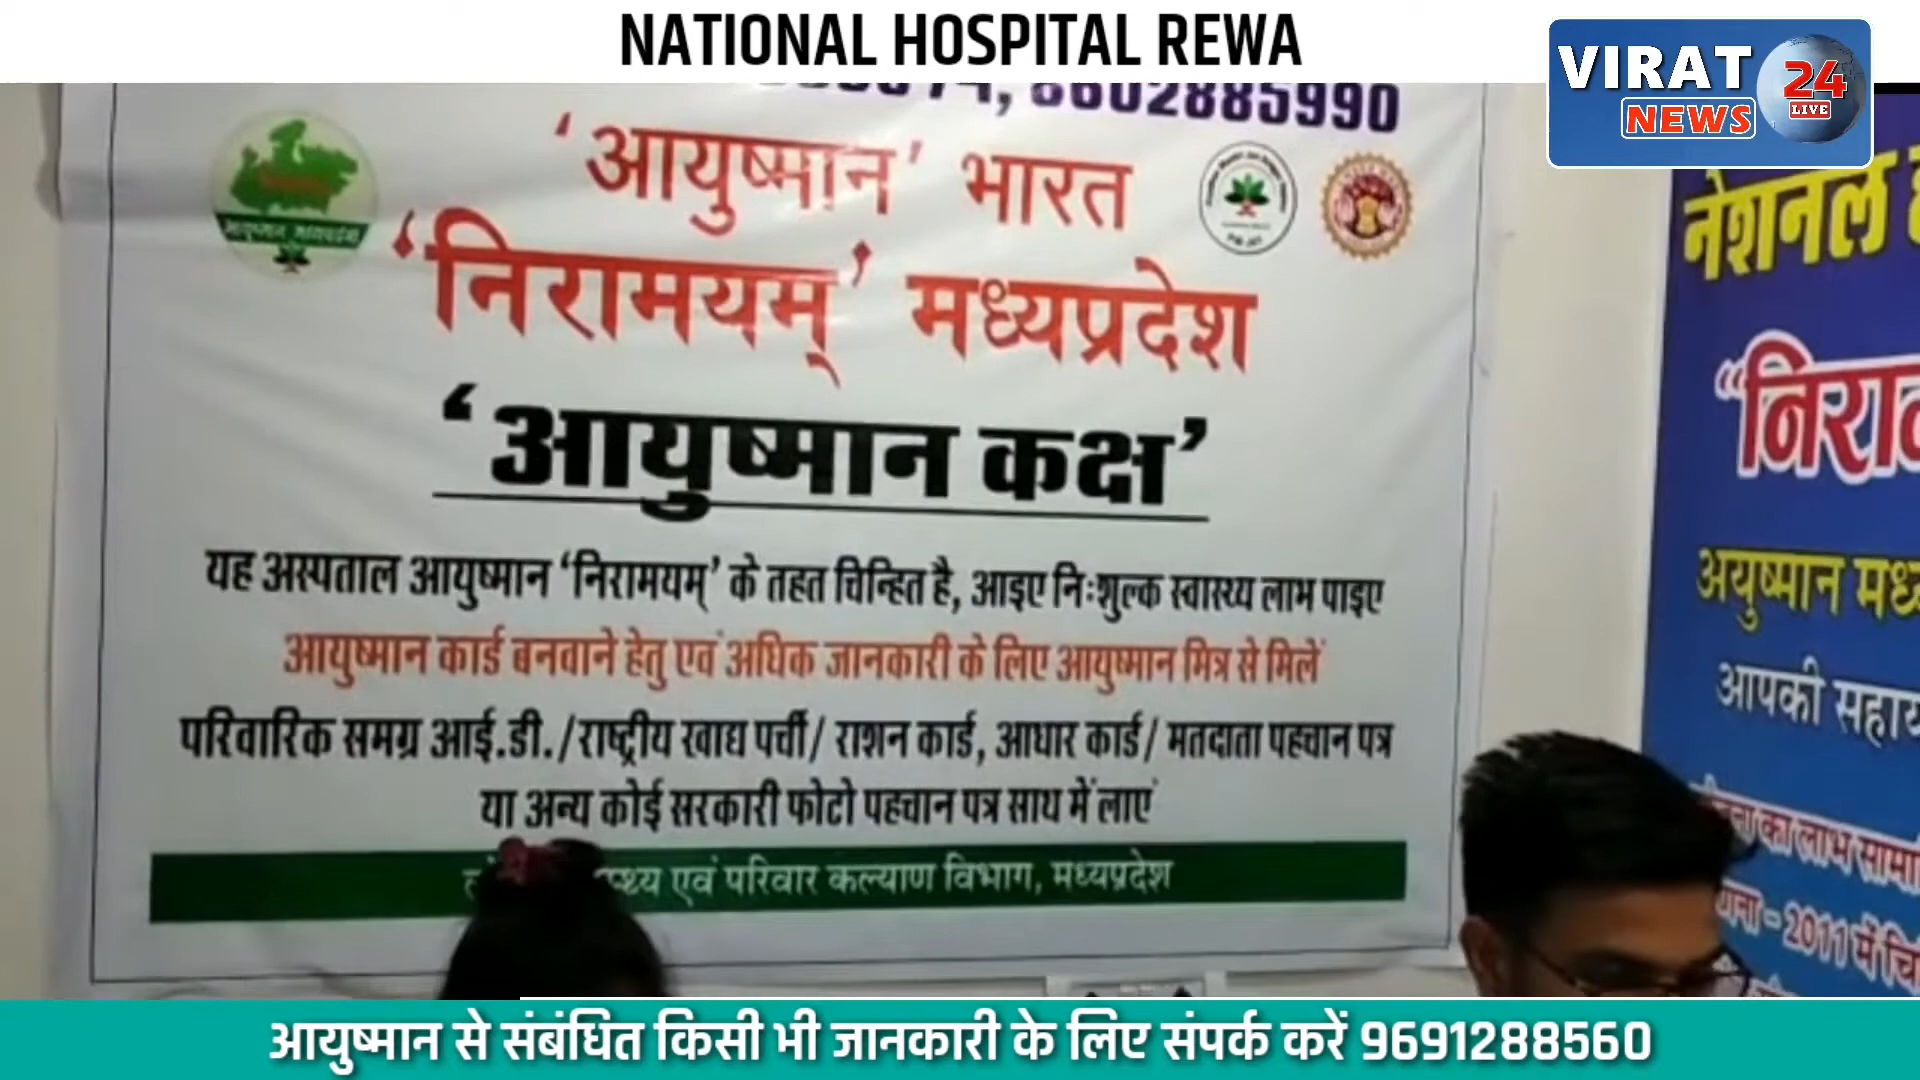 NATIONAL HOSPITAL REWA
VIRAT
NEWS
24
LIVE
8602885990
‘आयुष्मान’ भारत
‘निरामयम्’ मध्यप्रदेश
‘आयुष्मान कक्ष’
यह अस्पताल आयुष्मान ‘निरामयम्’ के तहत चिन्हित है, आइए निःशुल्क स्वास्थ्य लाभ पाइए
आयुष्मान कार्ड बनवाने हेतु एवं अधिक जानकारी के लिए आयुष्मान मित्र से मिलें
परिवारिक समग्र आई.डी./राष्ट्रीय खाद्य पर्ची/ राशन कार्ड, आधार कार्ड/ मतदाता पहचान पत्र
या अन्य कोई सरकारी फोटो पहचान पत्र साथ में लाएं
एवं परिवार कल्याण विभाग, मध्यप्रदेश
नेशनल
अयुष्मान
आपकी
का लाभ
- 2011 में
आयुष्मान से संबंधित किसी भी जानकारी के लिए संपर्क करें 9691288560